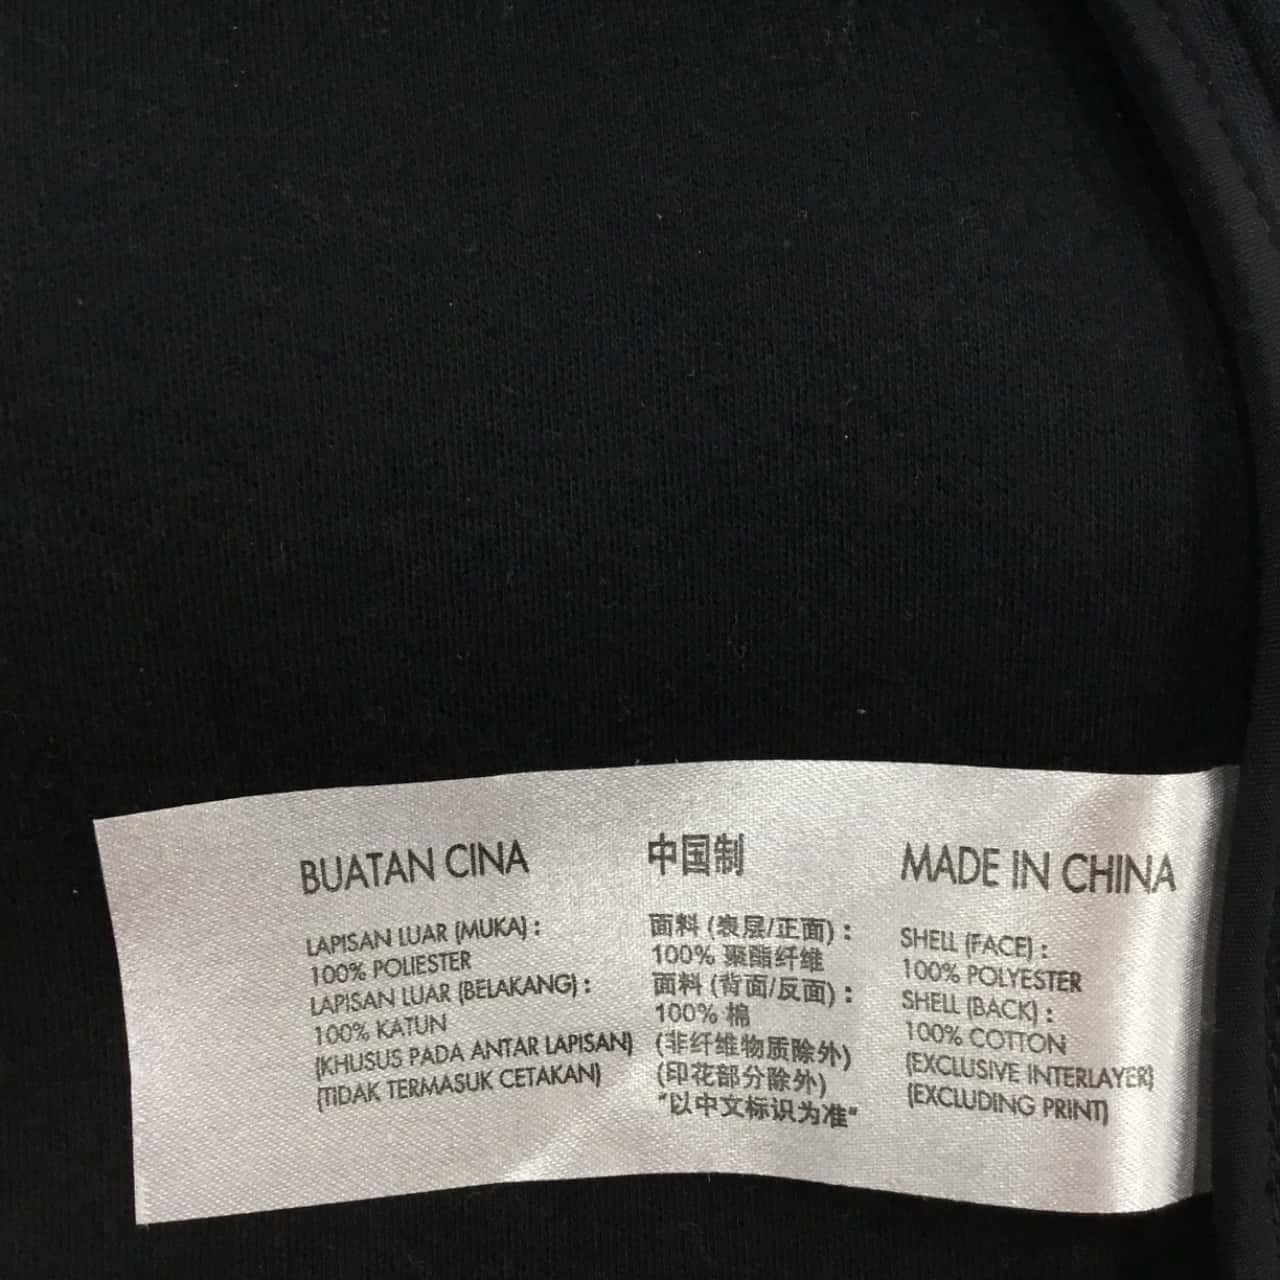 BUATAN CINA
LAPISAN LUAR (MUKA) :
100% POLIESTER
LAPISAN LUAR (BELAKANG) :
100% KATUN
(KHUSUS PADA ANTAR LAPISAN)
(TIDAK TERMASUK CETAKAN)
中国制
面料 (表层/正面) :
100% 聚酯纤维
面料 (背面/反面) :
100% 棉
(非纤维物质除外)
(印花部分除外)
"以中文标识为准"
MADE IN CHINA
SHELL (FACE) :
100% POLYESTER
SHELL (BACK) :
100% COTTON
(EXCLUSIVE INTERLAYER)
(EXCLUDING PRINT)